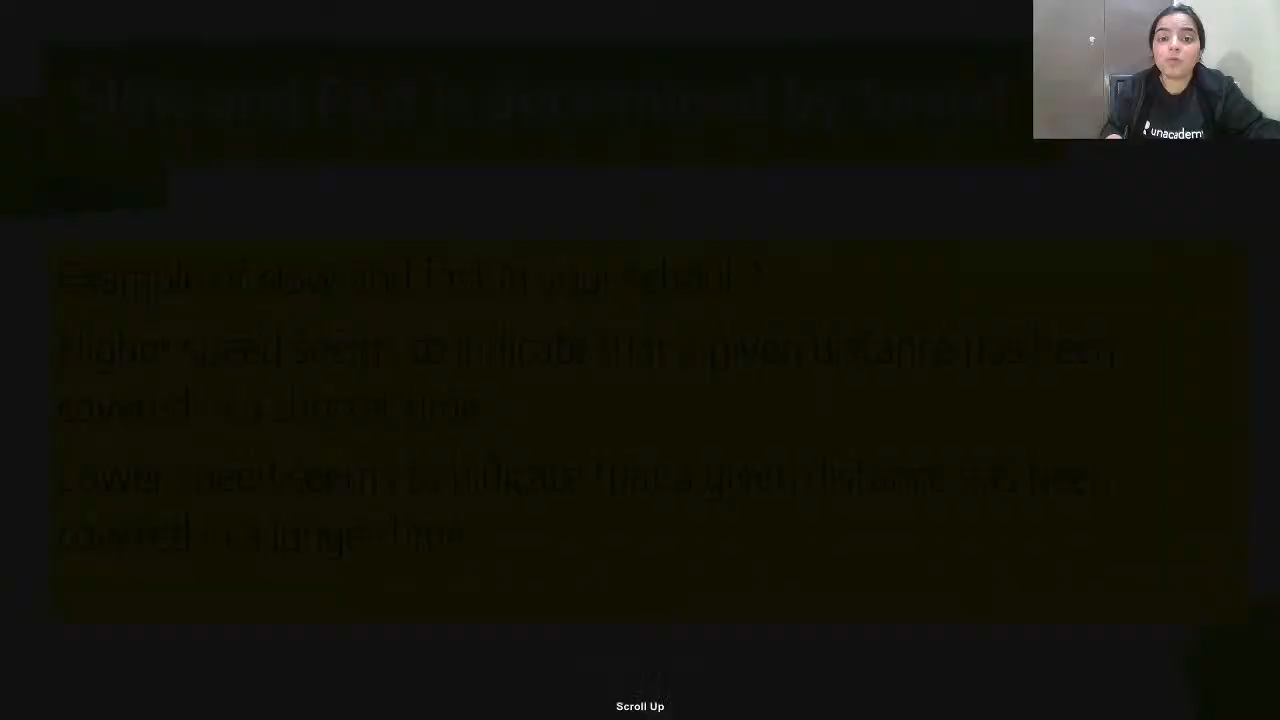 unacademy
Example of slow and fast in your school ?
Higher speed seems to indicate that a given distance has been
covered in a shorter time
Lower speed seems to indicate that a given distance has been
covered in a longer time
Scroll Up